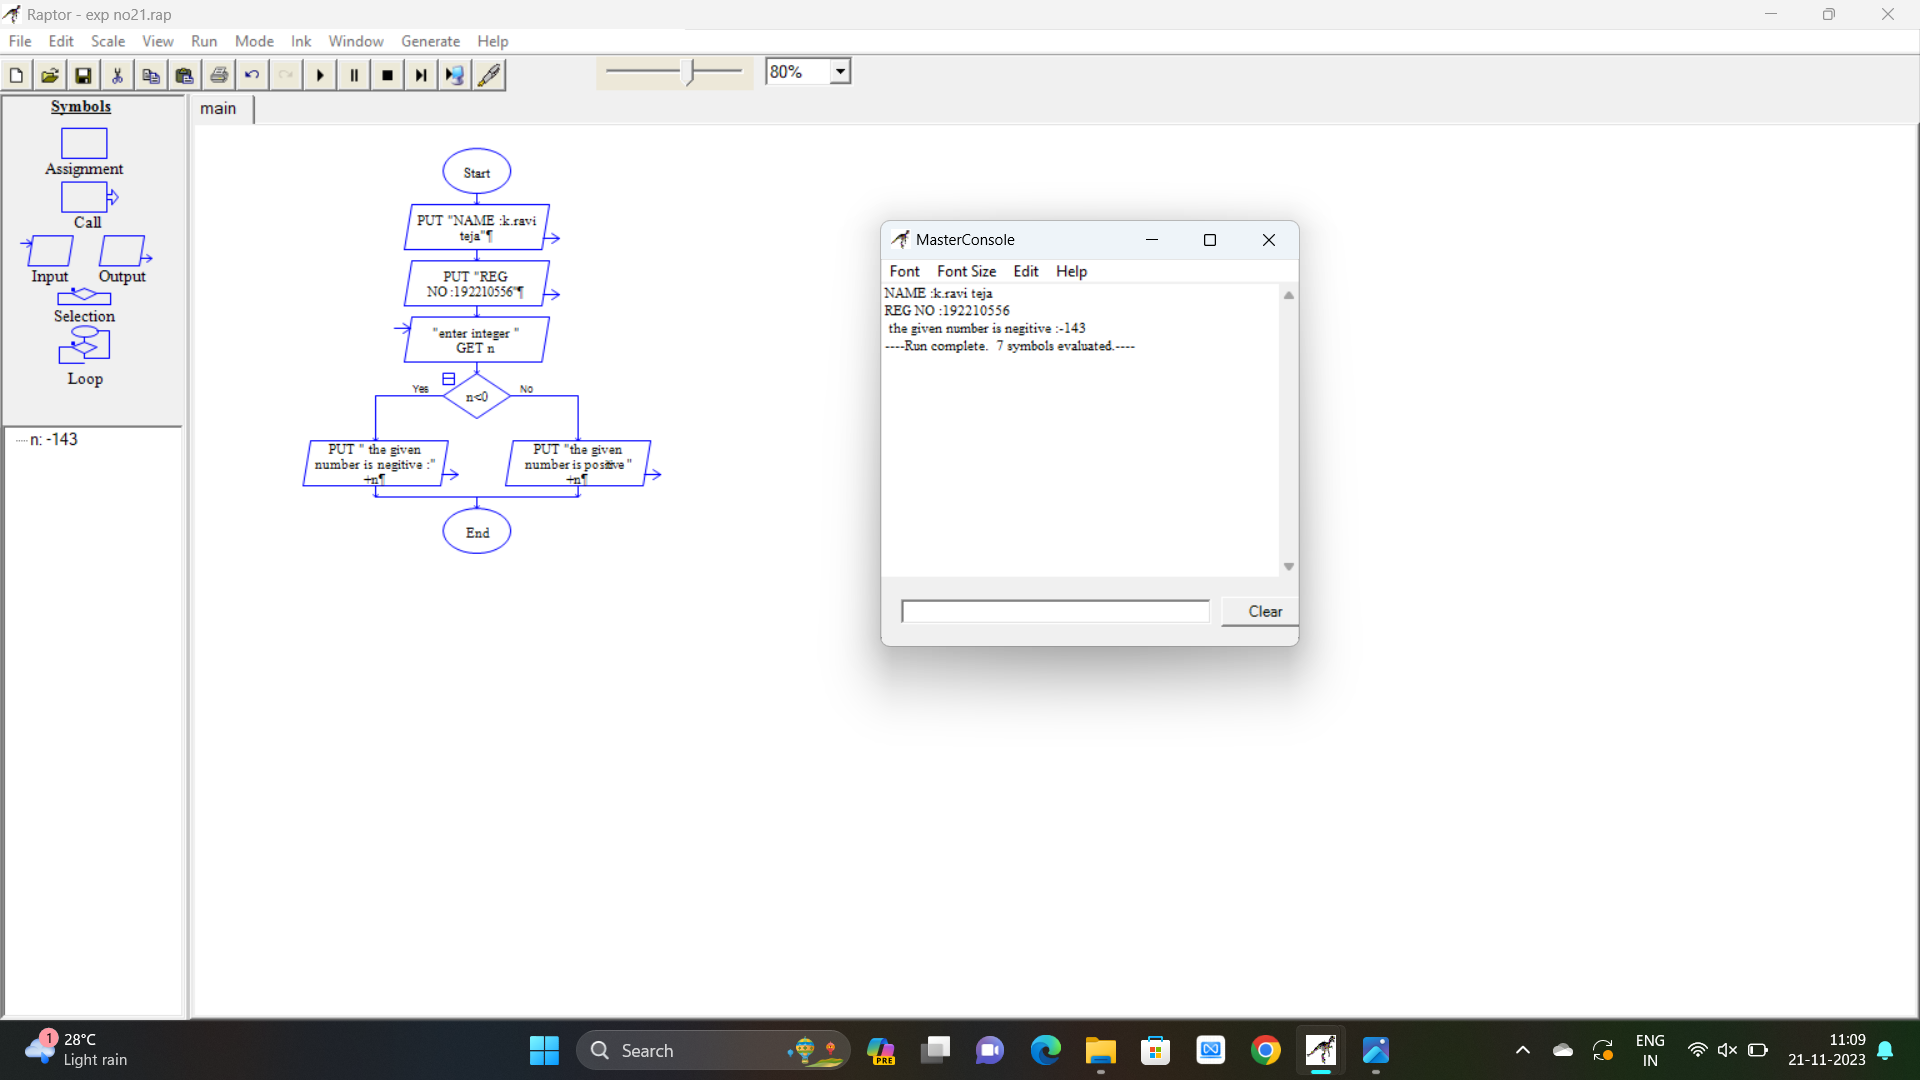 Raptor - exp no21.rap
File Edit Scale View Run Mode Ink Window Generate Help
80%
Symbols
main
Assignment
Call
Input Output
Selection
Loop
n: -143
Start
PUT "NAME :k.ravi
teja"¶
PUT "REG
NO :192210556"¶
"enter integer "
GET n
Yes
No
n<0
PUT " the given
number is negitive :"
+n¶
PUT "the given
number is positive "
+n¶
End
MasterConsole
Font Font Size Edit Help
NAME :k.ravi teja
REG NO :192210556
the given number is negitive :-143
----Run complete.  7 symbols evaluated.----
Clear
1
28°C
Light rain
Search
PRE
ENG
IN
11:09
21-11-2023